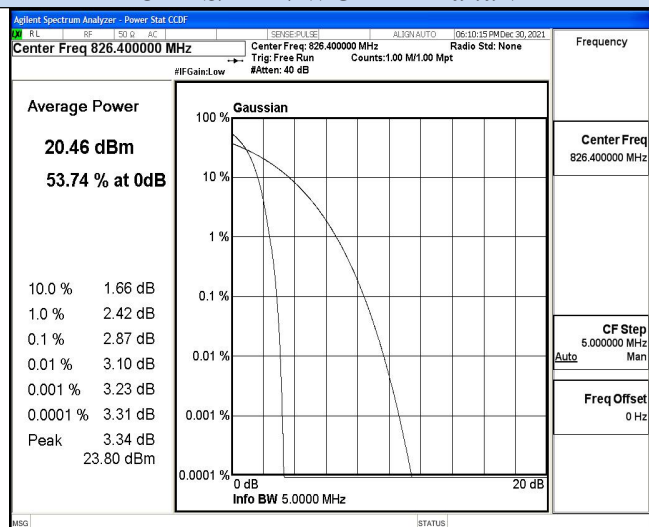 Agilent Spectrum Analyzer - Power Stat CCDF
RL RF 50 Ω AC SENSE:PULSE ALIGN AUTO 06:10:15 PM Dec 30, 2021
Center Freq 826.400000 MHz
Center Freq: 826.400000 MHz Radio Std: None
Trig: Free Run Counts:1.00 M/1.00 Mpt
#IFGain:Low #Atten: 40 dB
Frequency
Average Power
20.46 dBm
53.74 % at 0dB
10.0 % 1.66 dB
1.0 % 2.42 dB
0.1 % 2.87 dB
0.01 % 3.10 dB
0.001 % 3.23 dB
0.0001 % 3.31 dB
Peak 3.34 dB
23.80 dBm
Gaussian
100 %
10 %
1 %
0.1 %
0.01 %
0.001 %
0.0001 %
0 dB 20 dB
Info BW 5.0000 MHz
Center Freq
826.400000 MHz
CF Step
5.000000 MHz
Auto Man
Freq Offset
0 Hz
MSG STATUS